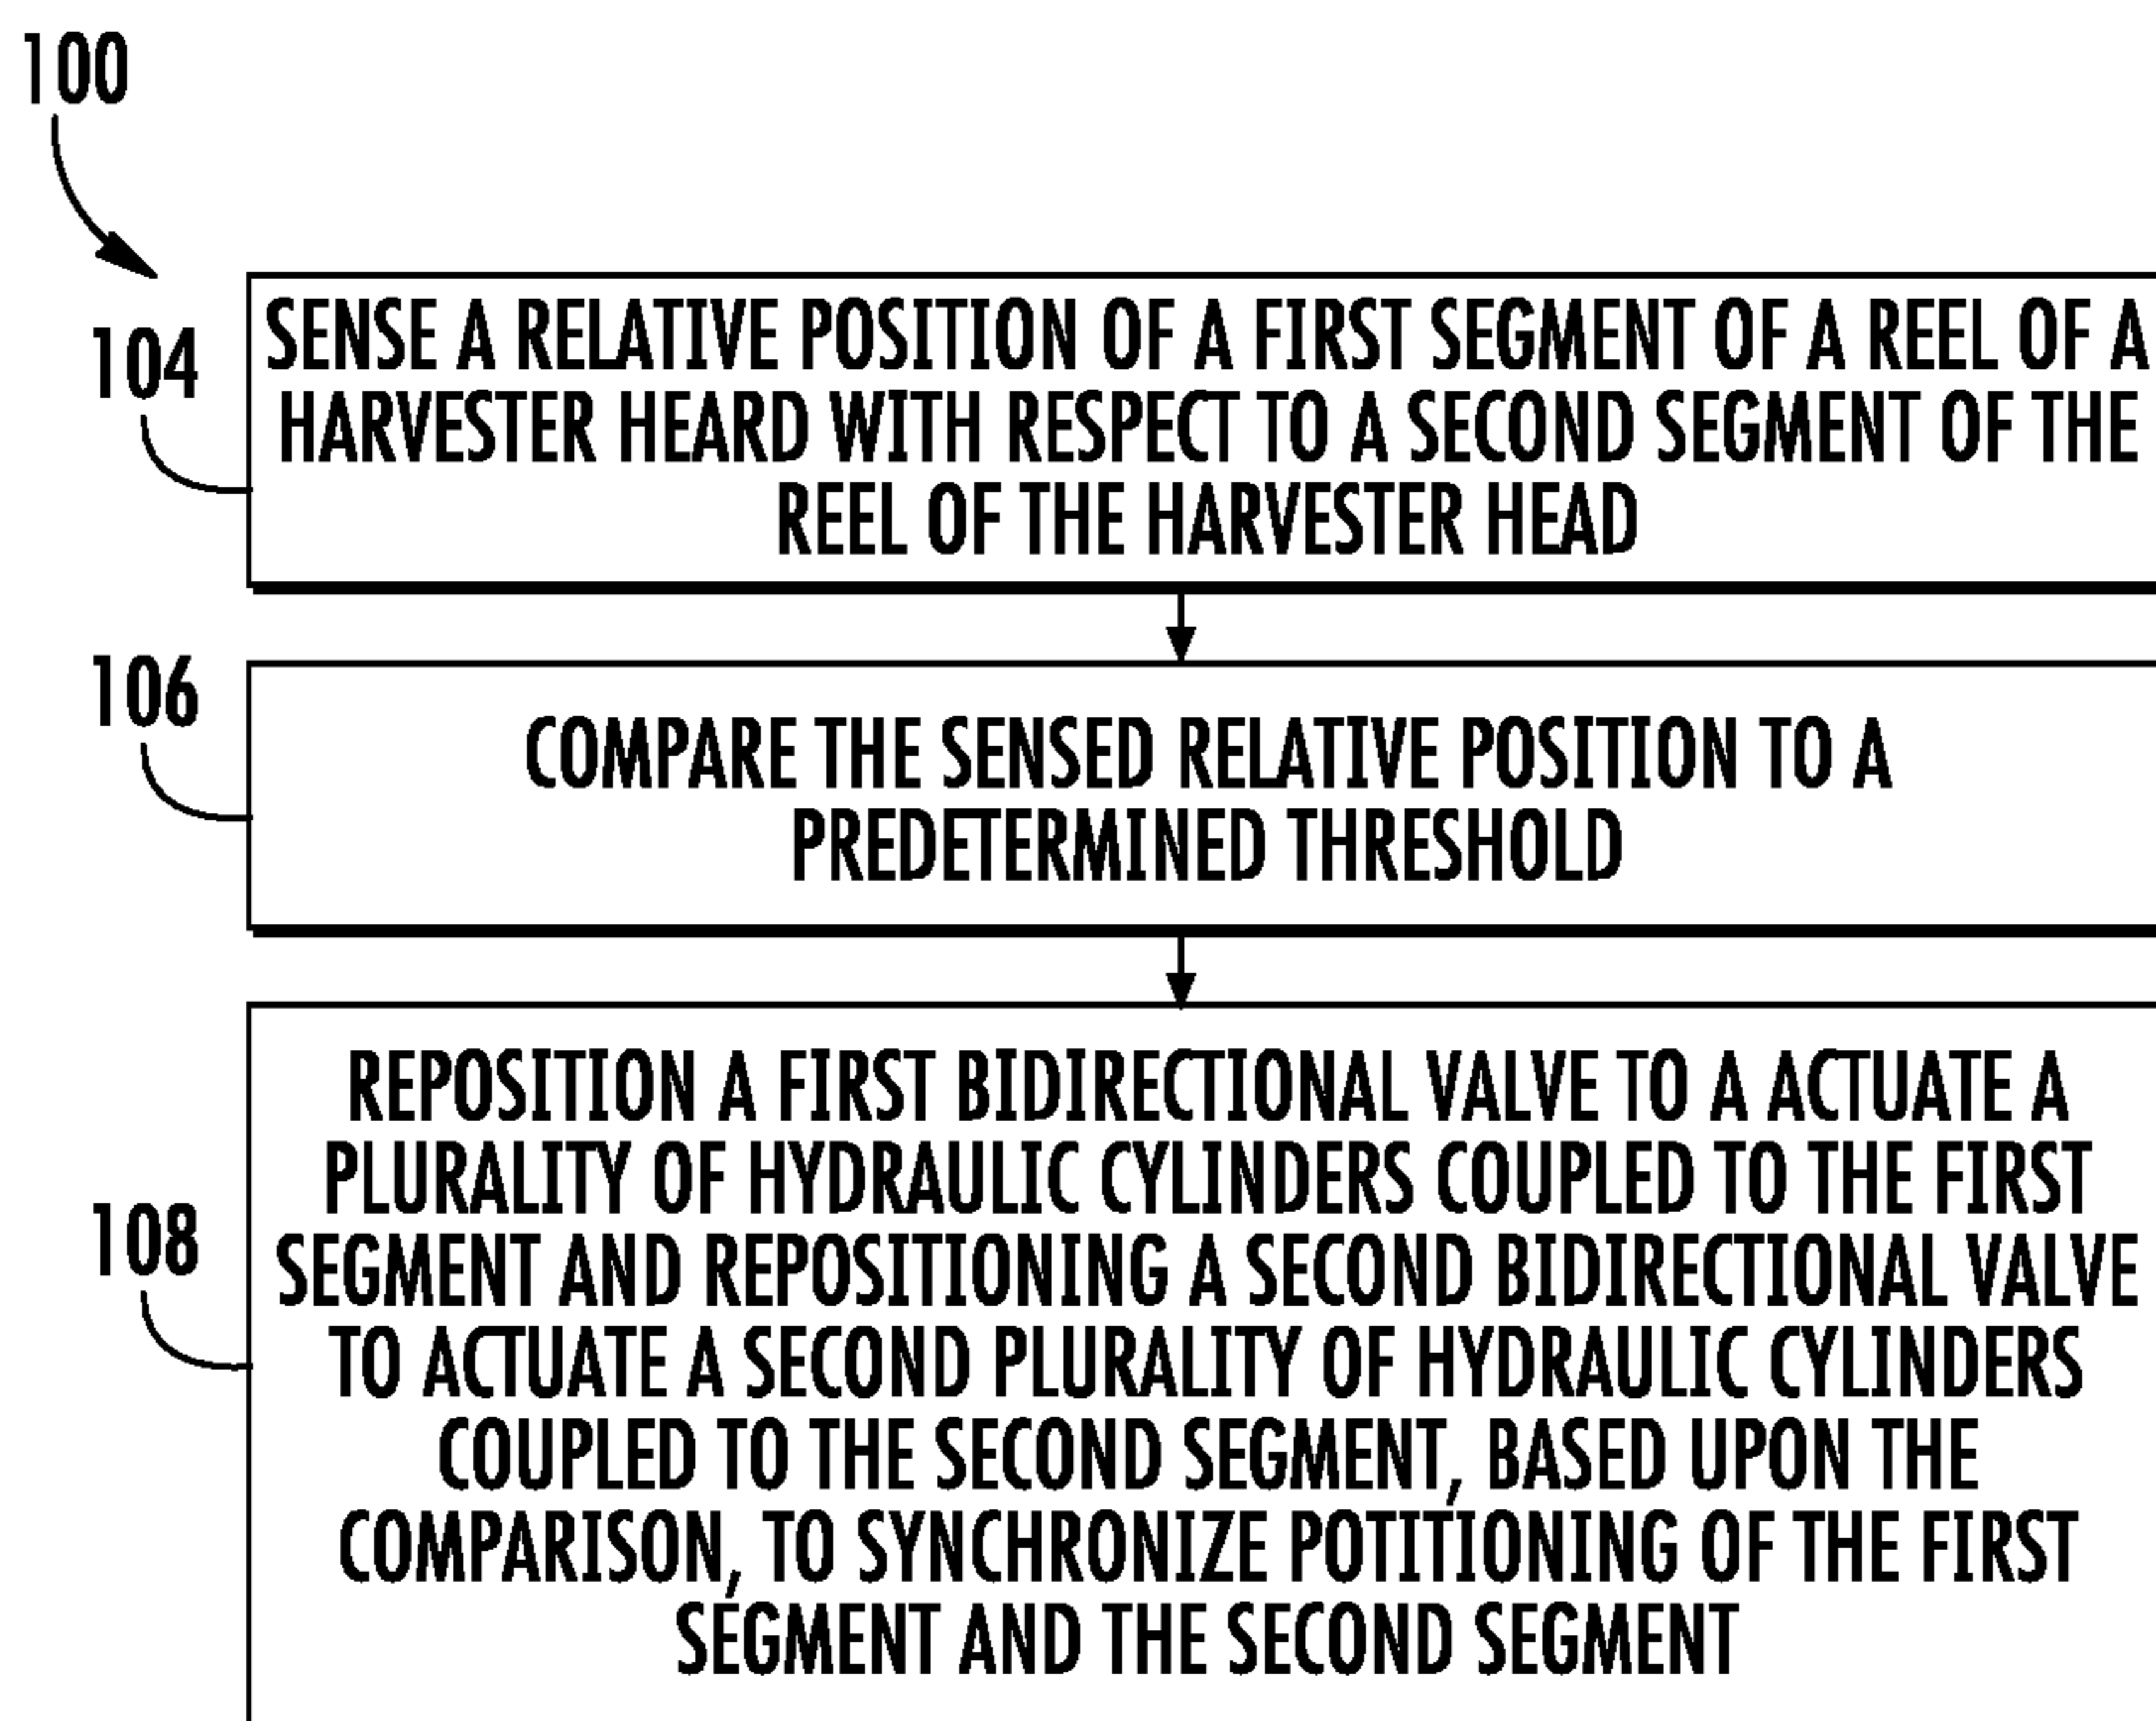 100
104
SENSE A RELATIVE POSITION OF A FIRST SEGMENT OF A REEL OF A
HARVESTER HEARD WITH RESPECT TO A SECOND SEGMENT OF THE
REEL OF THE HARVESTER HEAD
106
COMPARE THE SENSED RELATIVE POSITION TO A
PREDETERMINED THRESHOLD
108
REPOSITION A FIRST BIDIRECTIONAL VALVE TO A ACTUATE A
PLURALITY OF HYDRAULIC CYLINDERS COUPLED TO THE FIRST
SEGMENT AND REPOSITIONING A SECOND BIDIRECTIONAL VALVE
TO ACTUATE A SECOND PLURALITY OF HYDRAULIC CYLINDERS
COUPLED TO THE SECOND SEGMENT, BASED UPON THE
COMPARISON, TO SYNCHRONIZE POTITIONING OF THE FIRST
SEGMENT AND THE SECOND SEGMENT